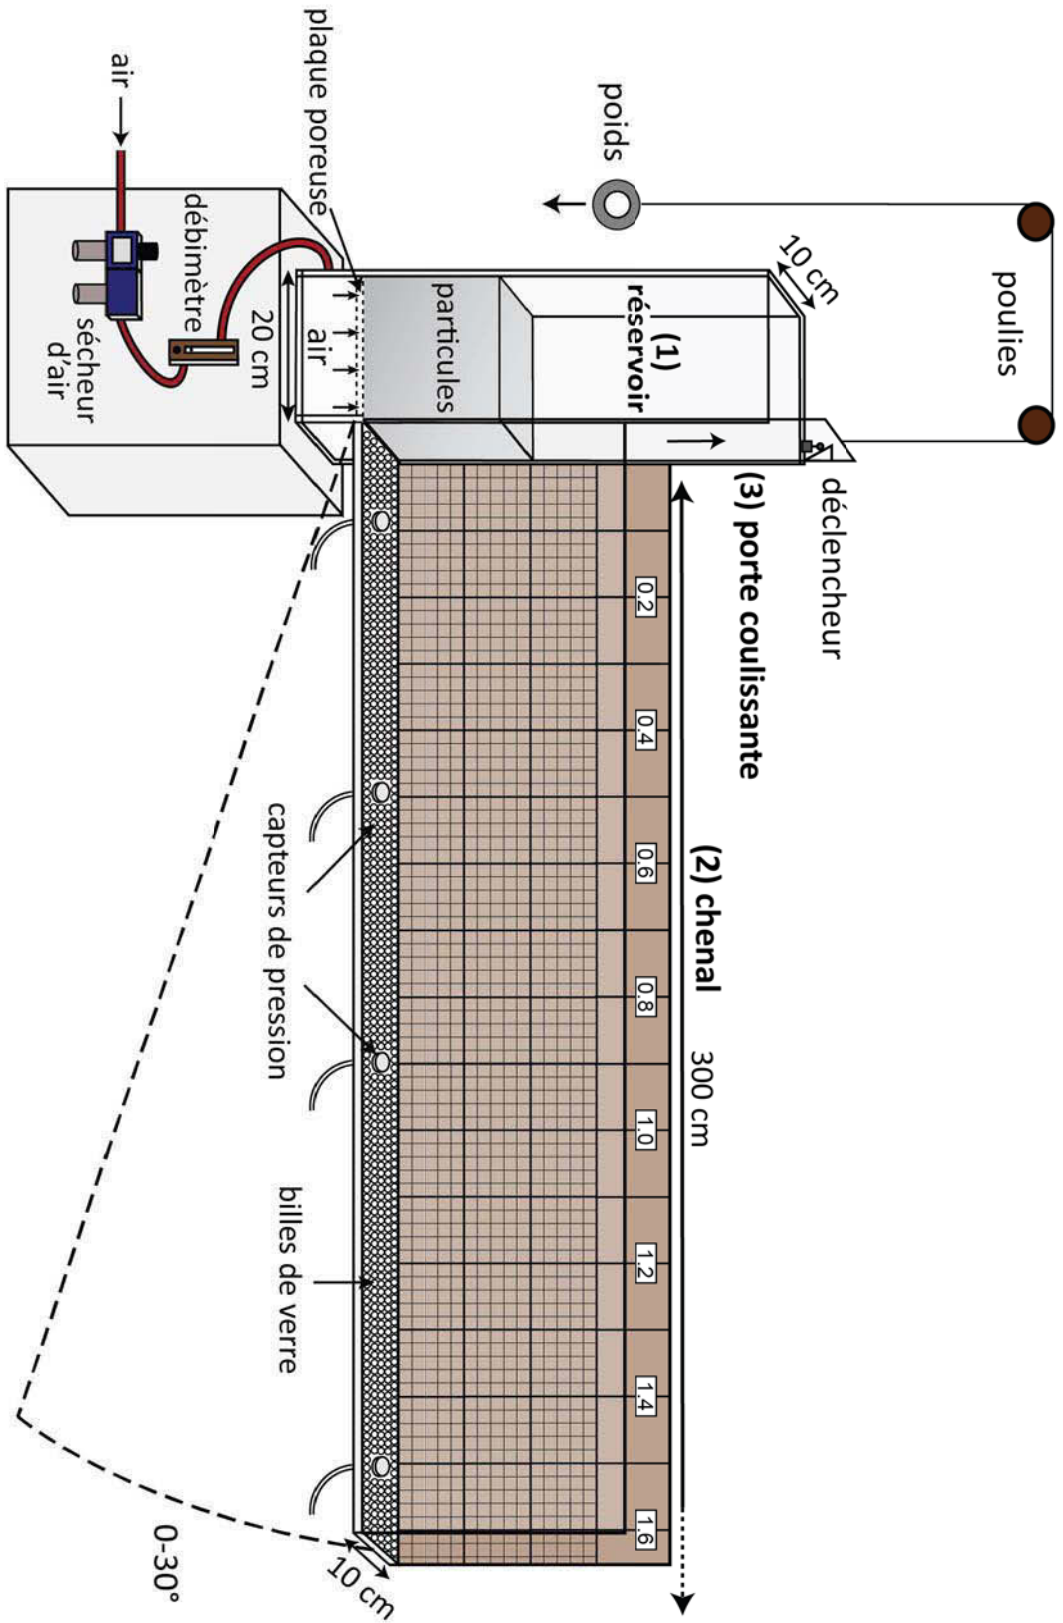 poulies
poids
10 cm
déclencheur
(1)
réservoir
(3) porte coulissante
particules
(2) chenal
300 cm
0.2
0.4
0.6
0.8
1.0
1.2
1.4
1.6
plaque poreuse
air
air
20 cm
débimètre
sécheur
d'air
capteurs de pression
billes de verre
10 cm
0-30°